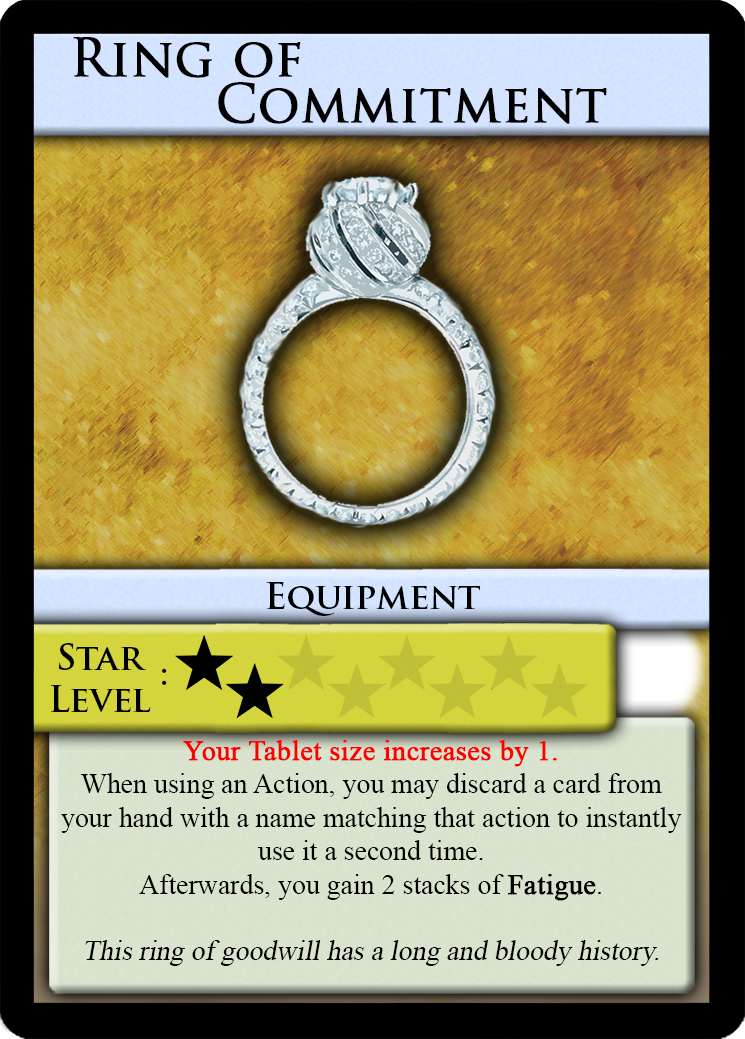 Ring of
Commitment
Equipment
Star
Level :
Your Tablet size increases by 1.
When using an Action, you may discard a card from
your hand with a name matching that action to instantly
use it a second time.
Afterwards, you gain 2 stacks of Fatigue.
This ring of goodwill has a long and bloody history.